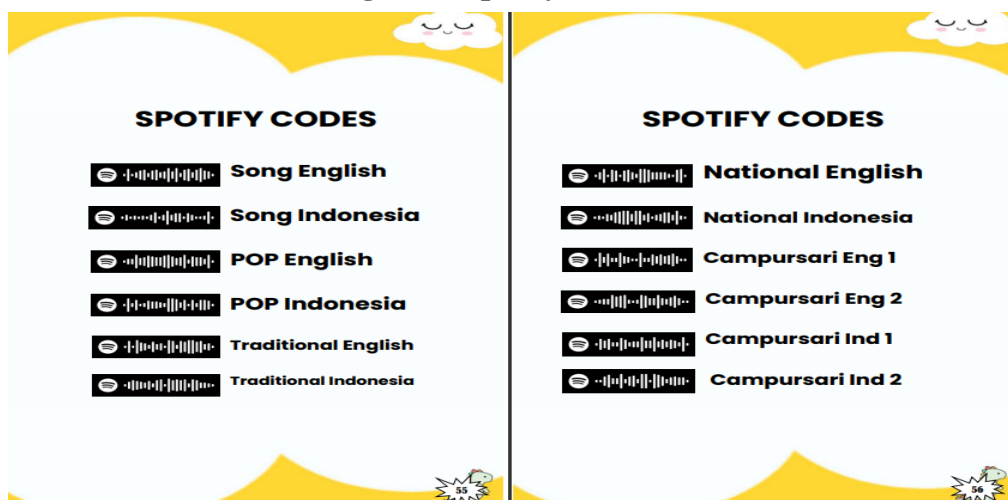 SPOTIFY CODES
Song English
Song Indonesia
POP English
POP Indonesia
Traditional English
Traditional Indonesia
55
SPOTIFY CODES
National English
National Indonesia
Campursari Eng 1
Campursari Eng 2
Campursari Ind 1
Campursari Ind 2
56